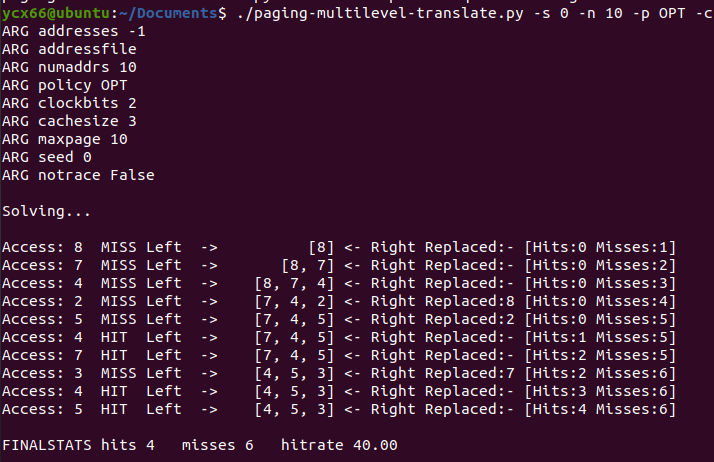 ycx66@ubuntu:~/Documents$ ./paging-multilevel-translate.py -s 0 -n 10 -p OPT -c
ARG addresses -1
ARG addressfile
ARG numaddrs 10
ARG policy OPT
ARG clockbits 2
ARG cachesize 3
ARG maxpage 10
ARG seed 0
ARG notrace False

Solving...

Access: 8  MISS Left  ->          [8] <- Right Replaced:- [Hits:0 Misses:1]
Access: 7  MISS Left  ->       [8, 7] <- Right Replaced:- [Hits:0 Misses:2]
Access: 4  MISS Left  ->    [8, 7, 4] <- Right Replaced:- [Hits:0 Misses:3]
Access: 2  MISS Left  ->    [7, 4, 2] <- Right Replaced:8 [Hits:0 Misses:4]
Access: 5  MISS Left  ->    [7, 4, 5] <- Right Replaced:2 [Hits:0 Misses:5]
Access: 4  HIT  Left  ->    [7, 4, 5] <- Right Replaced:- [Hits:1 Misses:5]
Access: 7  HIT  Left  ->    [7, 4, 5] <- Right Replaced:- [Hits:2 Misses:5]
Access: 3  MISS Left  ->    [4, 5, 3] <- Right Replaced:7 [Hits:2 Misses:6]
Access: 4  HIT  Left  ->    [4, 5, 3] <- Right Replaced:- [Hits:3 Misses:6]
Access: 5  HIT  Left  ->    [4, 5, 3] <- Right Replaced:- [Hits:4 Misses:6]

FINALSTATS hits 4   misses 6   hitrate 40.00